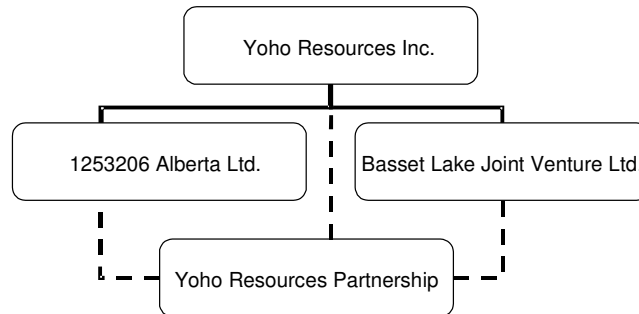 Yoho Resources Inc.
1253206 Alberta Ltd.
Basset Lake Joint Venture Ltd.
Yoho Resources Partnership